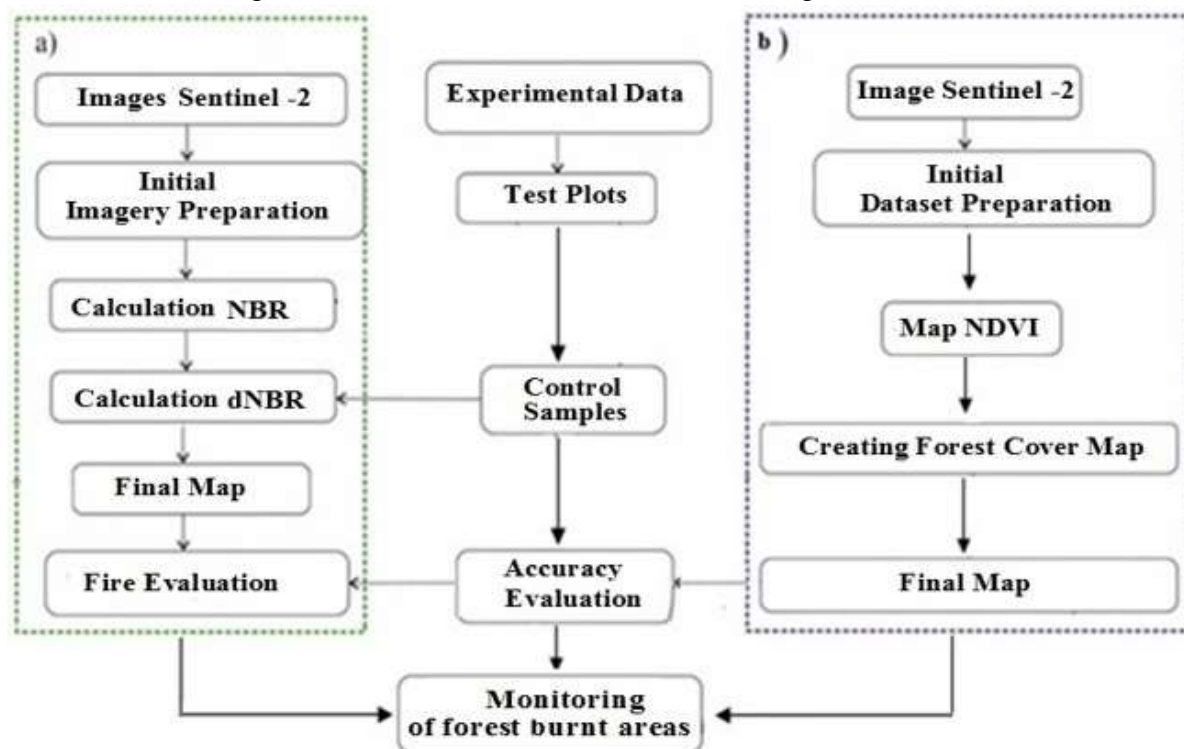 a)
Images Sentinel -2
Initial
Imagery Preparation
Calculation NBR
Calculation dNBR
Final Map
Fire Evaluation
Experimental Data
Test Plots
Control
Samples
Accuracy
Evaluation
Monitoring
of forest burnt areas
b )
Image Sentinel -2
Initial
Dataset Preparation
Map NDVI
Creating Forest Cover Map
Final Map